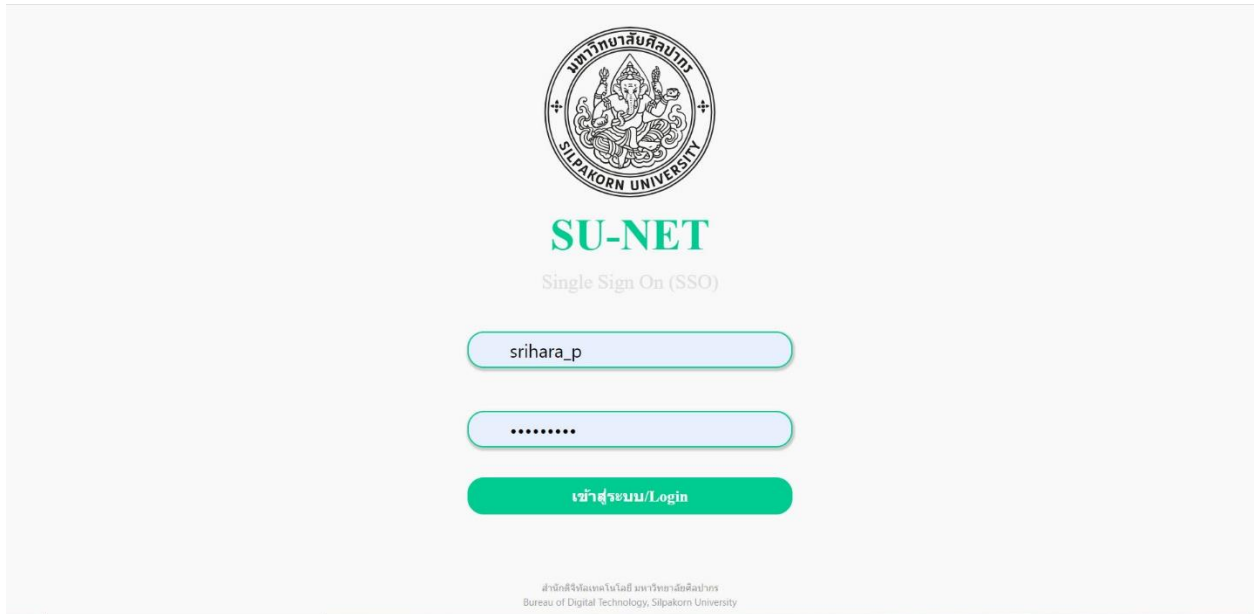 มหาวิทยาลัยศิลปากร
SILPAKORN UNIVERSITY
SU-NET
Single Sign On (SSO)
srihara_p
•••••••••
เข้าสู่ระบบ/Login
สำนักดิจิทัลเทคโนโลยี มหาวิทยาลัยศิลปากร
Bureau of Digital Technology, Silpakorn University